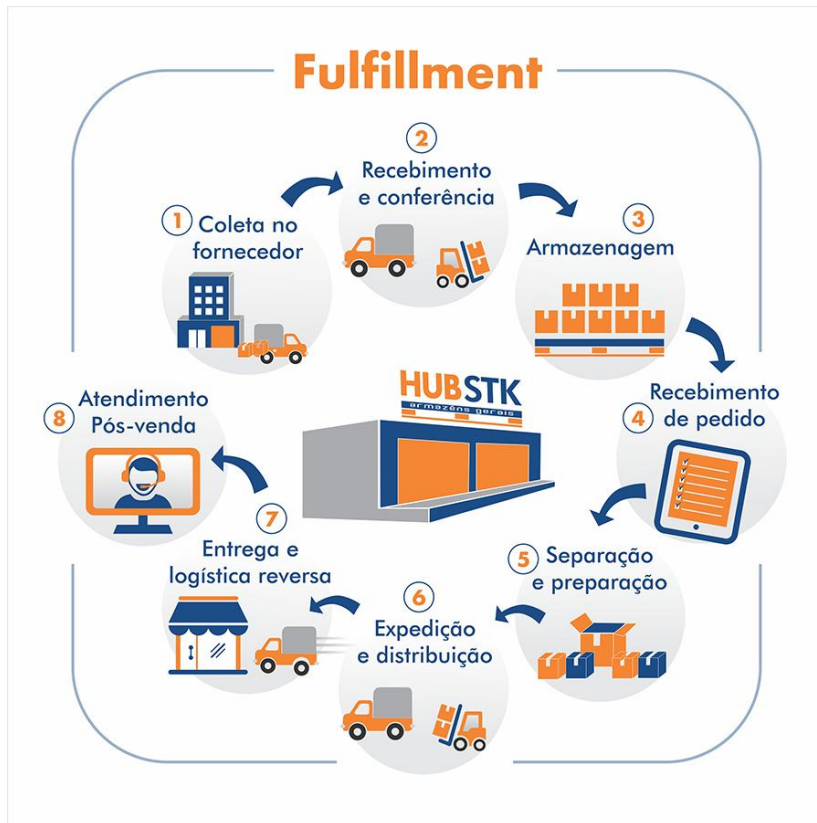 Fulfillment
1
Coleta no
fornecedor
2
Recebimento
e conferência
3
Armazenagem
4
Recebimento
de pedido
5
Separação
e preparação
6
Expedição
e distribuição
7
Entrega e
logística reversa
8
Atendimento
Pós-venda
HUBSTK
armazéns gerais